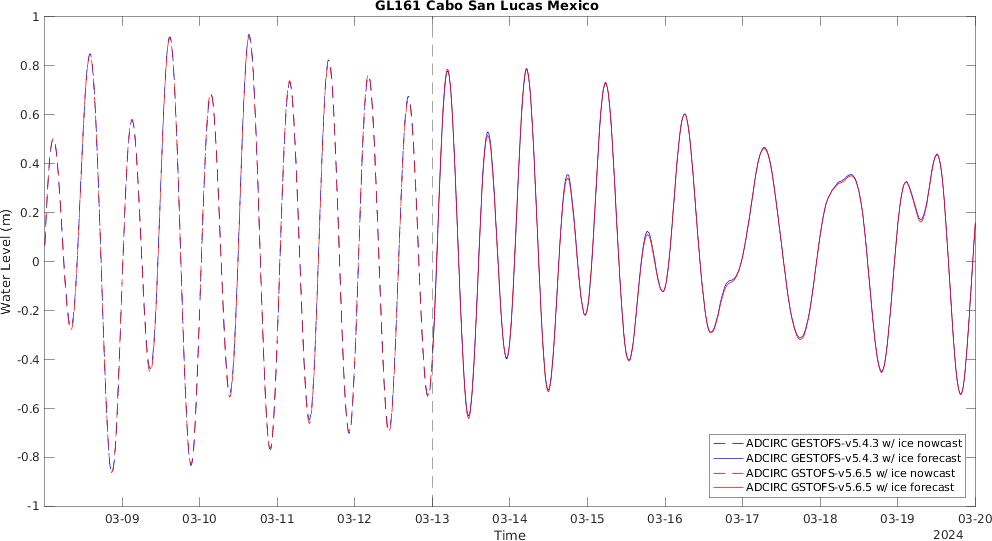 GL161 Cabo San Lucas Mexico
Water Level (m)
1
0.8
0.6
0.4
0.2
0
-0.2
-0.4
-0.6
-0.8
-1
ADCIRC GESTOFS-v5.4.3 w/ ice nowcast
ADCIRC GESTOFS-v5.4.3 w/ ice forecast
ADCIRC GSTOFS-v5.6.5 w/ ice nowcast
ADCIRC GSTOFS-v5.6.5 w/ ice forecast
03-09 03-10 03-11 03-12 03-13 03-14 03-15 03-16 03-17 03-18 03-19 03-20
Time
2024